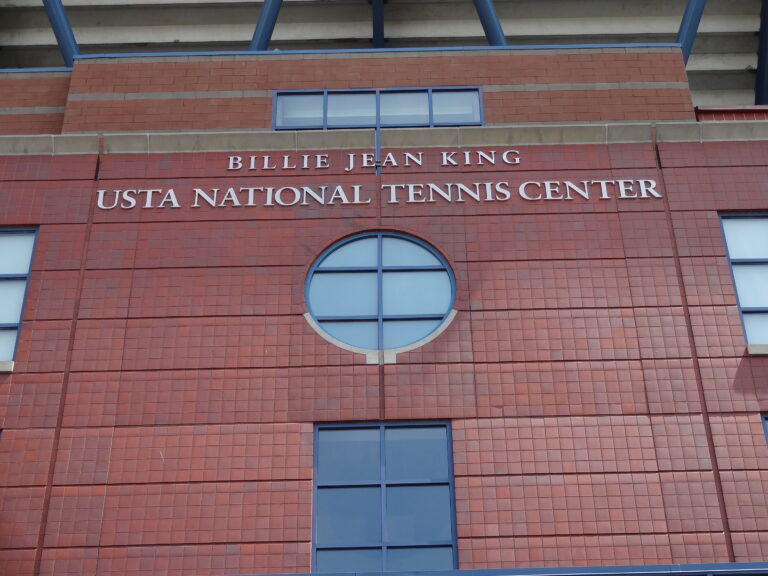 BILLIE JEAN KING
USTA NATIONAL TENNIS CENTER